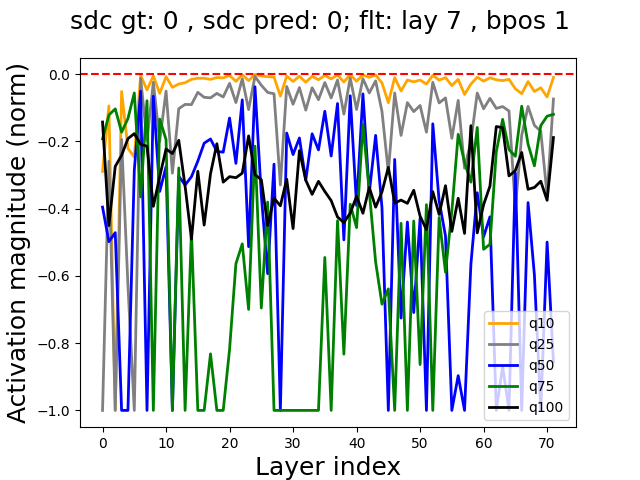 sdc gt: 0 , sdc pred: 0; flt: lay 7 , bpos 1
Activation magnitude (norm)
0.0
−0.2
−0.4
−0.6
−0.8
−1.0
q10
q25
q50
q75
q100
0 10 20 30 40 50 60 70
Layer index